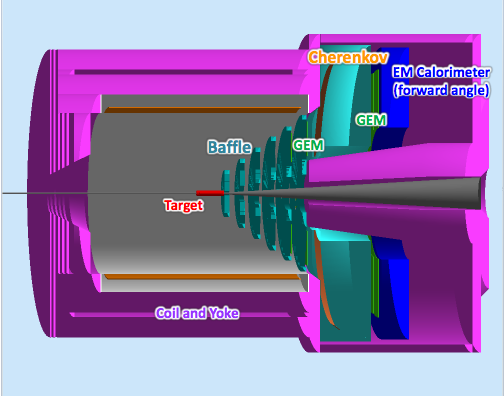 Cherenkov
EM Calorimeter
(forward angle)
GEM
GEM
Baffle
Target
Coil and Yoke